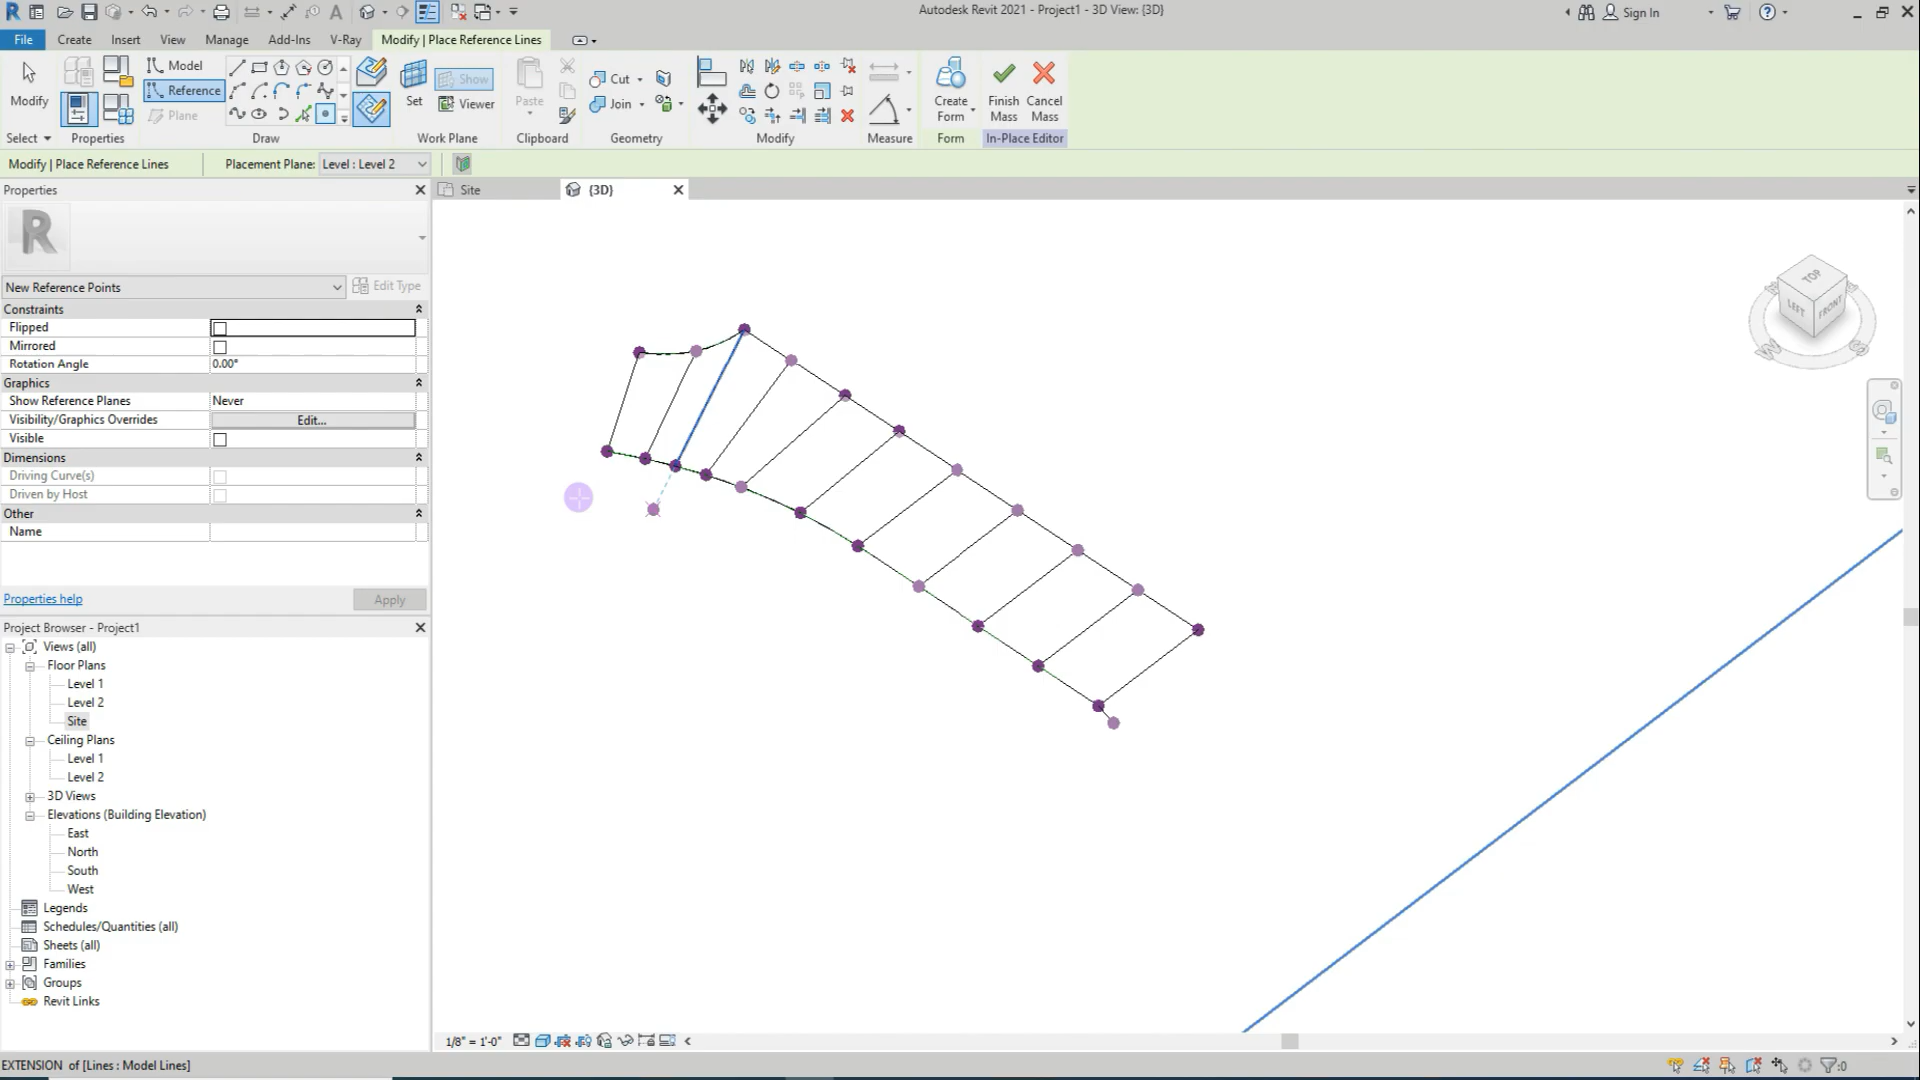 Autodesk Revit 2021 - Project1 - 3D View: {3D}
Sign In
File
Create
Insert
View
Manage
Add-Ins
V-Ray
Modify | Place Reference Lines
Modify
Select
Properties
Model
Reference
Plane
Draw
Set
Show
Viewer
Work Plane
Paste
Clipboard
Cut
Join
Geometry
Modify
Measure
Create
Form
Form
Finish
Mass
Cancel
Mass
In-Place Editor
Modify | Place Reference Lines
Placement Plane: Level : Level 2
Properties
Site
{3D}
New Reference Points
Edit Type
Constraints
Flipped
Mirrored
Rotation Angle 0.00°
Graphics
Show Reference Planes Never
Visibility/Graphics Overrides Edit...
Visible
Dimensions
Driving Curve(s)
Driven by Host
Other
Name
Properties help
Apply
Project Browser - Project1
Views (all)
Floor Plans
Level 1
Level 2
Site
Ceiling Plans
Level 1
Level 2
3D Views
Elevations (Building Elevation)
East
North
South
West
Legends
Schedules/Quantities (all)
Sheets (all)
Families
Groups
Revit Links
TOP
LEFT
FRONT
W
S
1/8" = 1'-0"
EXTENSION of [Lines : Model Lines]
:0